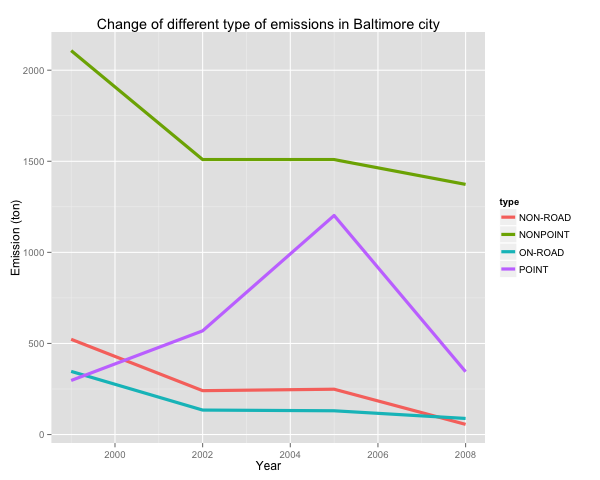 Change of different type of emissions in Baltimore city
2000
1500
1000
500
0
Emission (ton)
2000 2002 2004 2006 2008
Year
type
NON-ROAD
NONPOINT
ON-ROAD
POINT